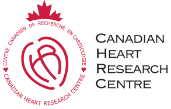 CENTRE CANADIEN DE RECHERCHE EN CARDIOLOGIE
CANADIAN HEART RESEARCH CENTRE
CANADIAN
HEART
RESEARCH
CENTRE